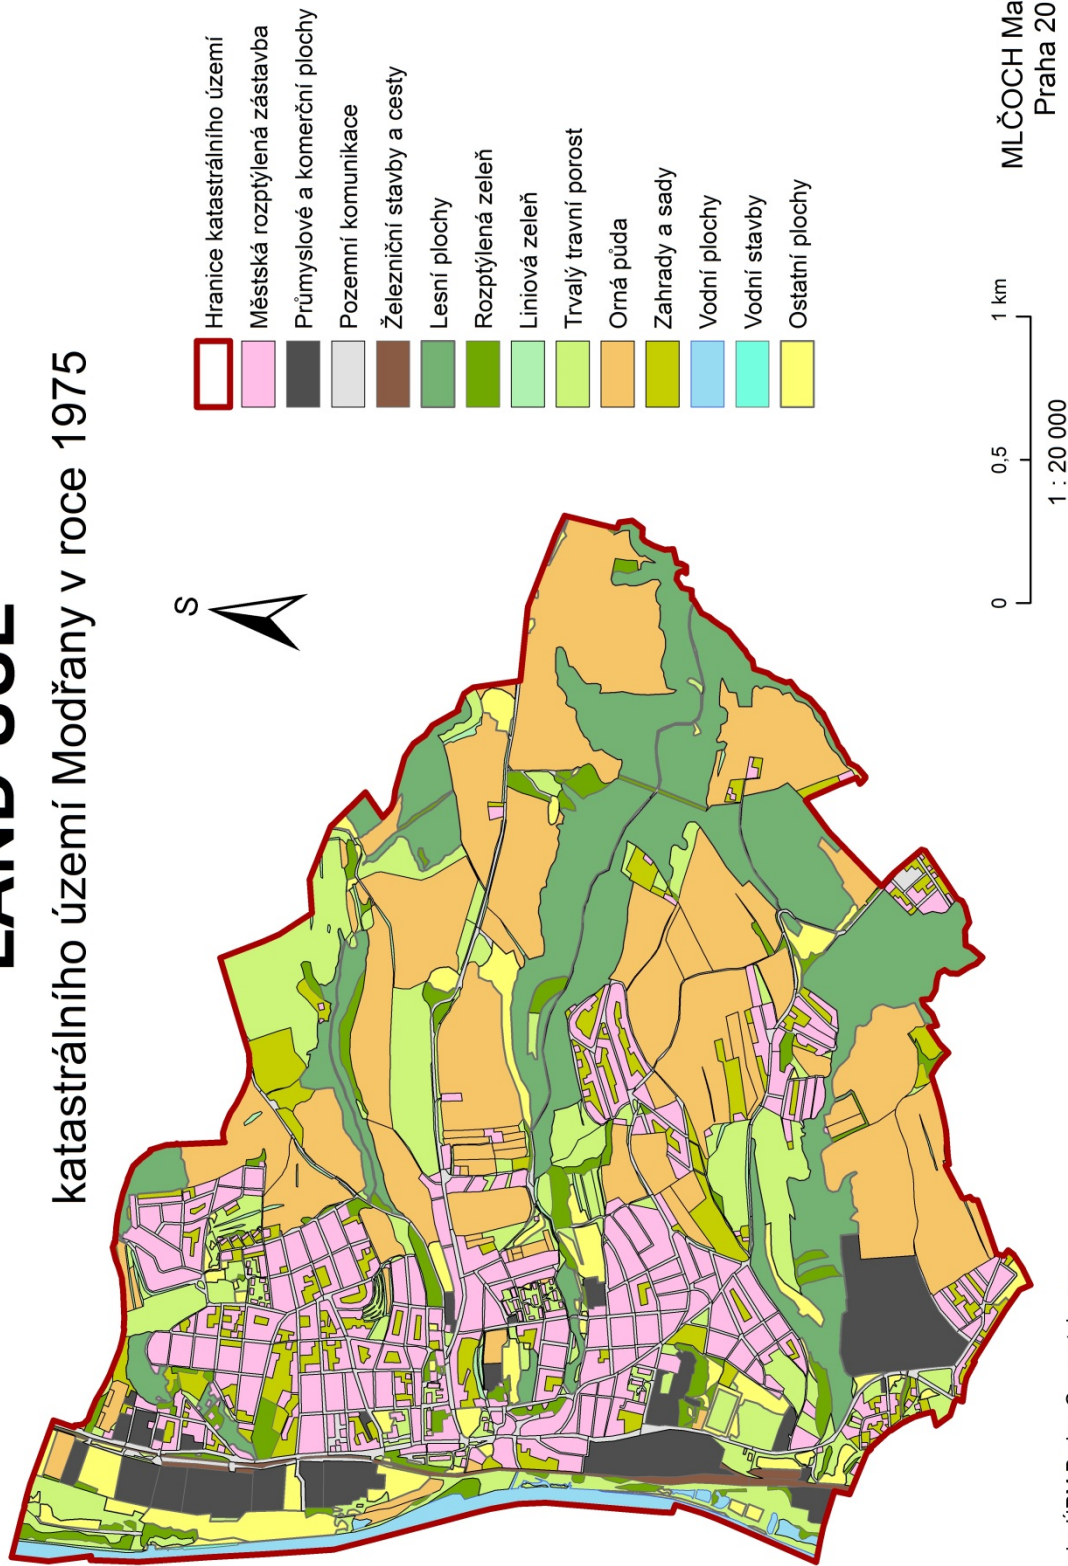 katastrálního území Modřany v roce 1975
S
Hranice katastrálního území
Městská rozptýlená zástavba
Průmyslové a komerční plochy
Pozemní komunikace
Železniční stavby a cesty
Lesní plochy
Rozptýlená zeleň
Liniová zeleň
Trvalý travní porost
Orná půda
Zahrady a sady
Vodní plochy
Vodní stavby
Ostatní plochy
0 0,5 1 km
1 : 20 000
MLČOCH Ma
Praha 20